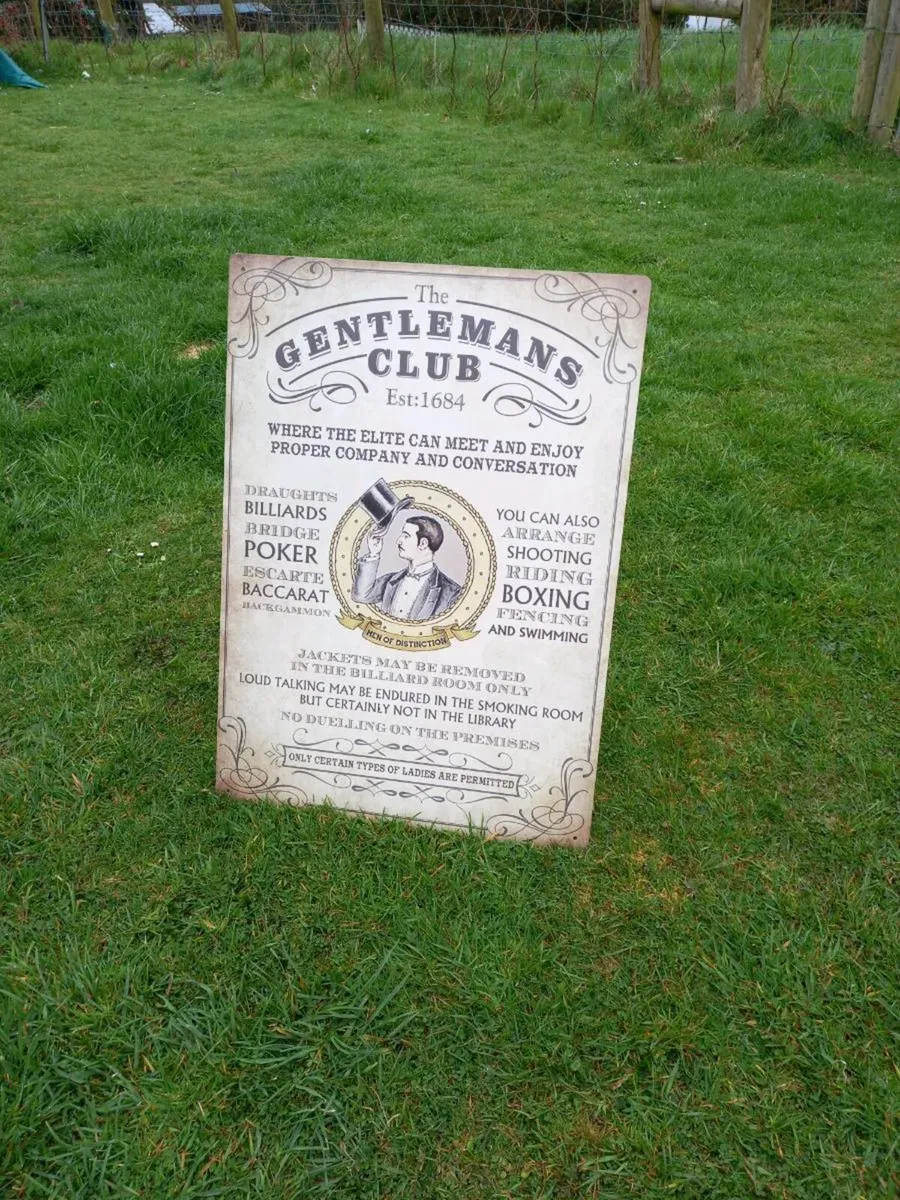 The
GENTLEMANS
CLUB
Est:1684
WHERE THE ELITE CAN MEET AND ENJOY
PROPER COMPANY AND CONVERSATION
DRAUGHTS
BILLIARDS
BRIDGE
POKER
ESCARTE
BACCARAT
BACKGAMMON
MEN OF DISTINCTION
YOU CAN ALSO
ARRANGE
SHOOTING
RIDING
BOXING
FENCING
AND SWIMMING
JACKETS MAY BE REMOVED
IN THE BILLIARD ROOM ONLY
LOUD TALKING MAY BE ENDURED IN THE SMOKING ROOM
BUT CERTAINLY NOT IN THE LIBRARY
NO DUELLING ON THE PREMISES
ONLY CERTAIN TYPES OF LADIES ARE PERMITTED